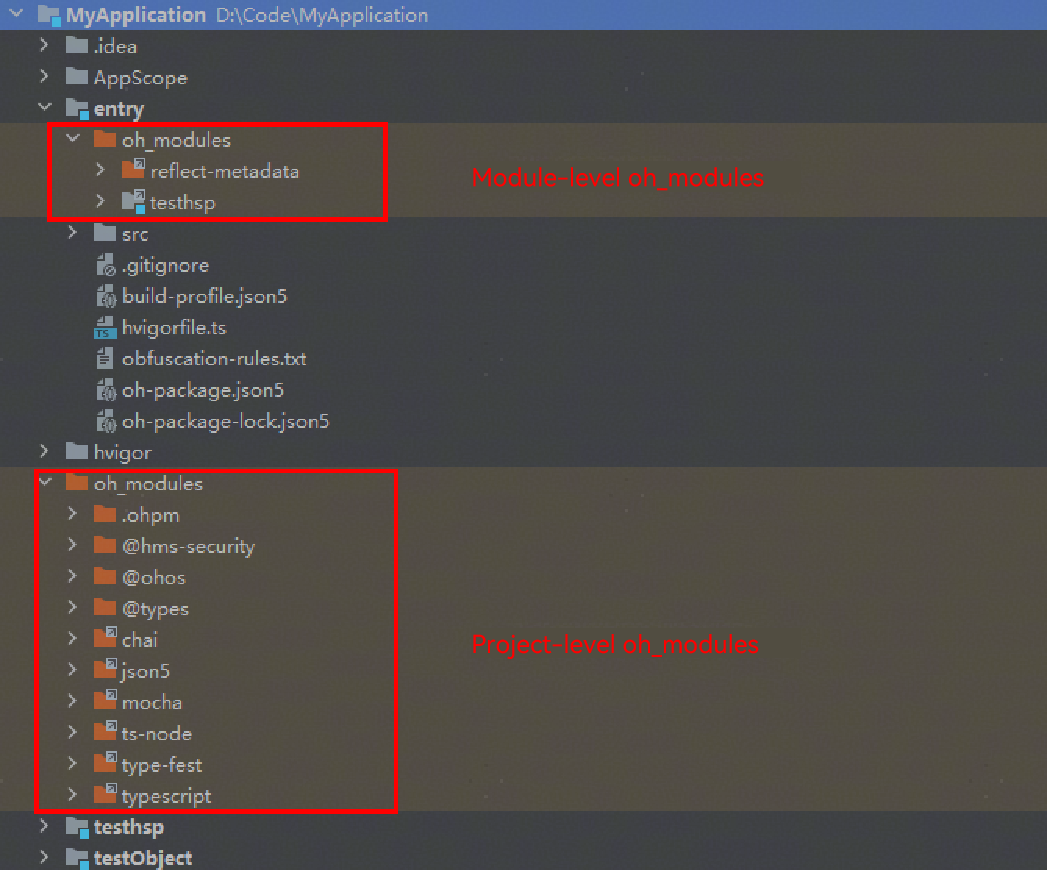 MyApplication D:\Code\MyApplication
.idea
AppScope
entry
oh_modules
reflect-metadata
Module-level oh_modules
testhsp
src
.gitignore
build-profile.json5
hvigorfile.ts
obfuscation-rules.txt
oh-package.json5
oh-package-lock.json5
hvigor
oh_modules
.ohpm
@hms-security
@ohos
@types
chai
Project-level oh_modules
json5
mocha
ts-node
type-fest
typescript
testhsp
testObject